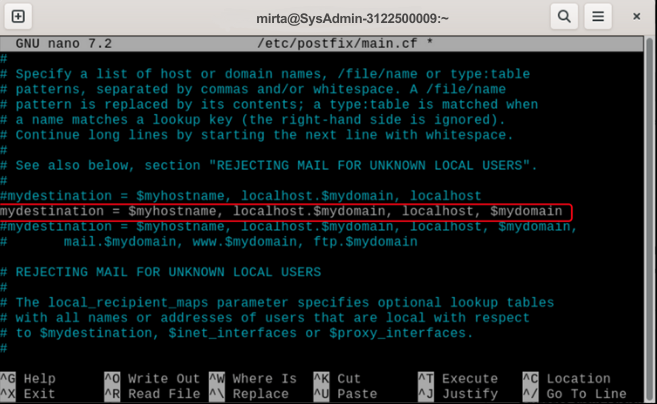 mirta@SysAdmin-3122500009:~
GNU nano 7.2 /etc/postfix/main.cf *
#
# Specify a list of host or domain names, /file/name or type:table
# patterns, separated by commas and/or whitespace. A /file/name
# pattern is replaced by its contents; a type:table is matched when
# a name matches a lookup key (the right-hand side is ignored).
# Continue long lines by starting the next line with whitespace.
#
# See also below, section "REJECTING MAIL FOR UNKNOWN LOCAL USERS".
#
#mydestination = $myhostname, localhost.$mydomain, localhost
mydestination = $myhostname, localhost.$mydomain, localhost, $mydomain
#mydestination = $myhostname, localhost.$mydomain, localhost, $mydomain,
#       mail.$mydomain, www.$mydomain, ftp.$mydomain

# REJECTING MAIL FOR UNKNOWN LOCAL USERS
#
# The local_recipient_maps parameter specifies optional lookup tables
# with all names or addresses of users that are local with respect
# to $mydestination, $inet_interfaces or $proxy_interfaces.
#
^G Help ^O Write Out ^W Where Is ^K Cut ^T Execute ^C Location
^X Exit ^R Read File ^\ Replace ^U Paste ^J Justify ^/ Go To Line